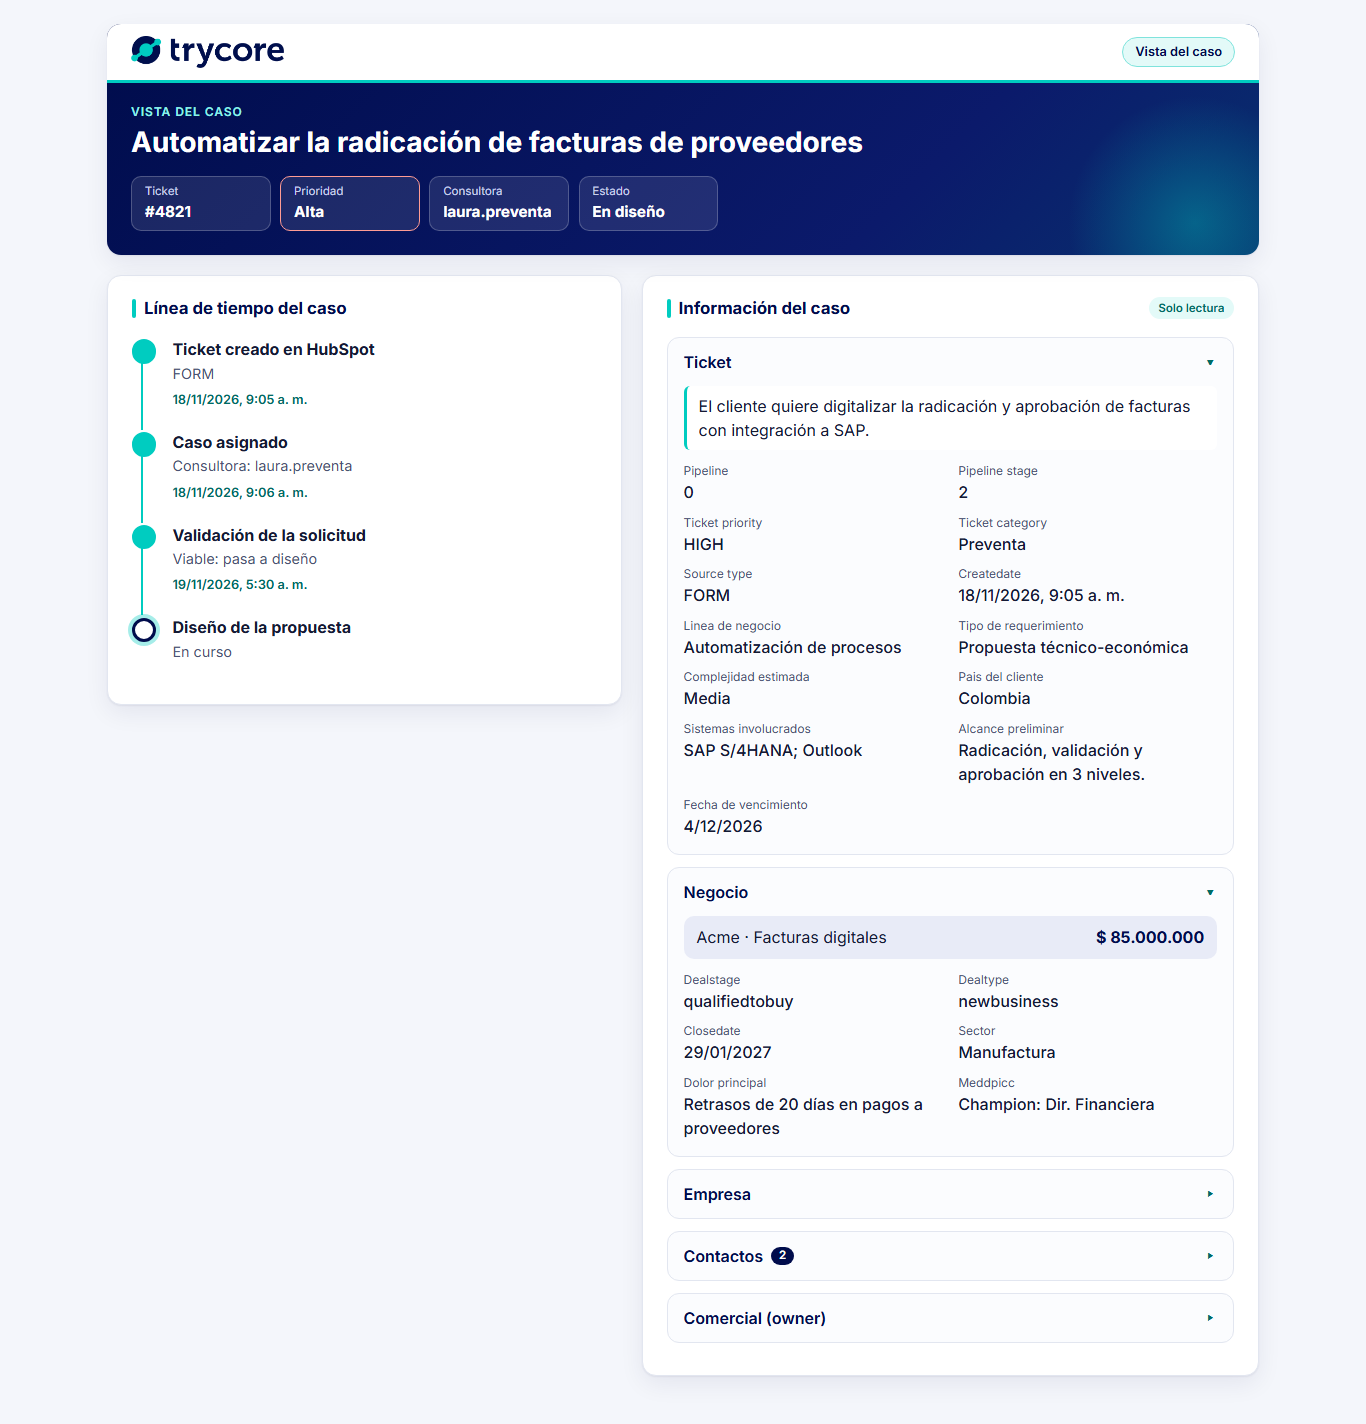 trycore
Vista del caso
VISTA DEL CASO
Automatizar la radicación de facturas de proveedores
Ticket
#4821
Prioridad
Alta
Consultora
laura.preventa
Estado
En diseño
Línea de tiempo del caso
Ticket creado en HubSpot
FORM
18/11/2026, 9:05 a. m.
Caso asignado
Consultora: laura.preventa
18/11/2026, 9:06 a. m.
Validación de la solicitud
Viable: pasa a diseño
19/11/2026, 5:30 a. m.
Diseño de la propuesta
En curso
Información del caso
Solo lectura
Ticket
El cliente quiere digitalizar la radicación y aprobación de facturas
con integración a SAP.
Pipeline
0
Pipeline stage
2
Ticket priority
HIGH
Ticket category
Preventa
Source type
FORM
Createdate
18/11/2026, 9:05 a. m.
Linea de negocio
Automatización de procesos
Tipo de requerimiento
Propuesta técnico-económica
Complejidad estimada
Media
Pais del cliente
Colombia
Sistemas involucrados
SAP S/4HANA; Outlook
Alcance preliminar
Radicación, validación y
aprobación en 3 niveles.
Fecha de vencimiento
4/12/2026
Negocio
Acme · Facturas digitales
$ 85.000.000
Dealstage
qualifiedtobuy
Dealtype
newbusiness
Closedate
29/01/2027
Sector
Manufactura
Dolor principal
Retrasos de 20 días en pagos a
proveedores
Meddpicc
Champion: Dir. Financiera
Empresa
Contactos 2
Comercial (owner)